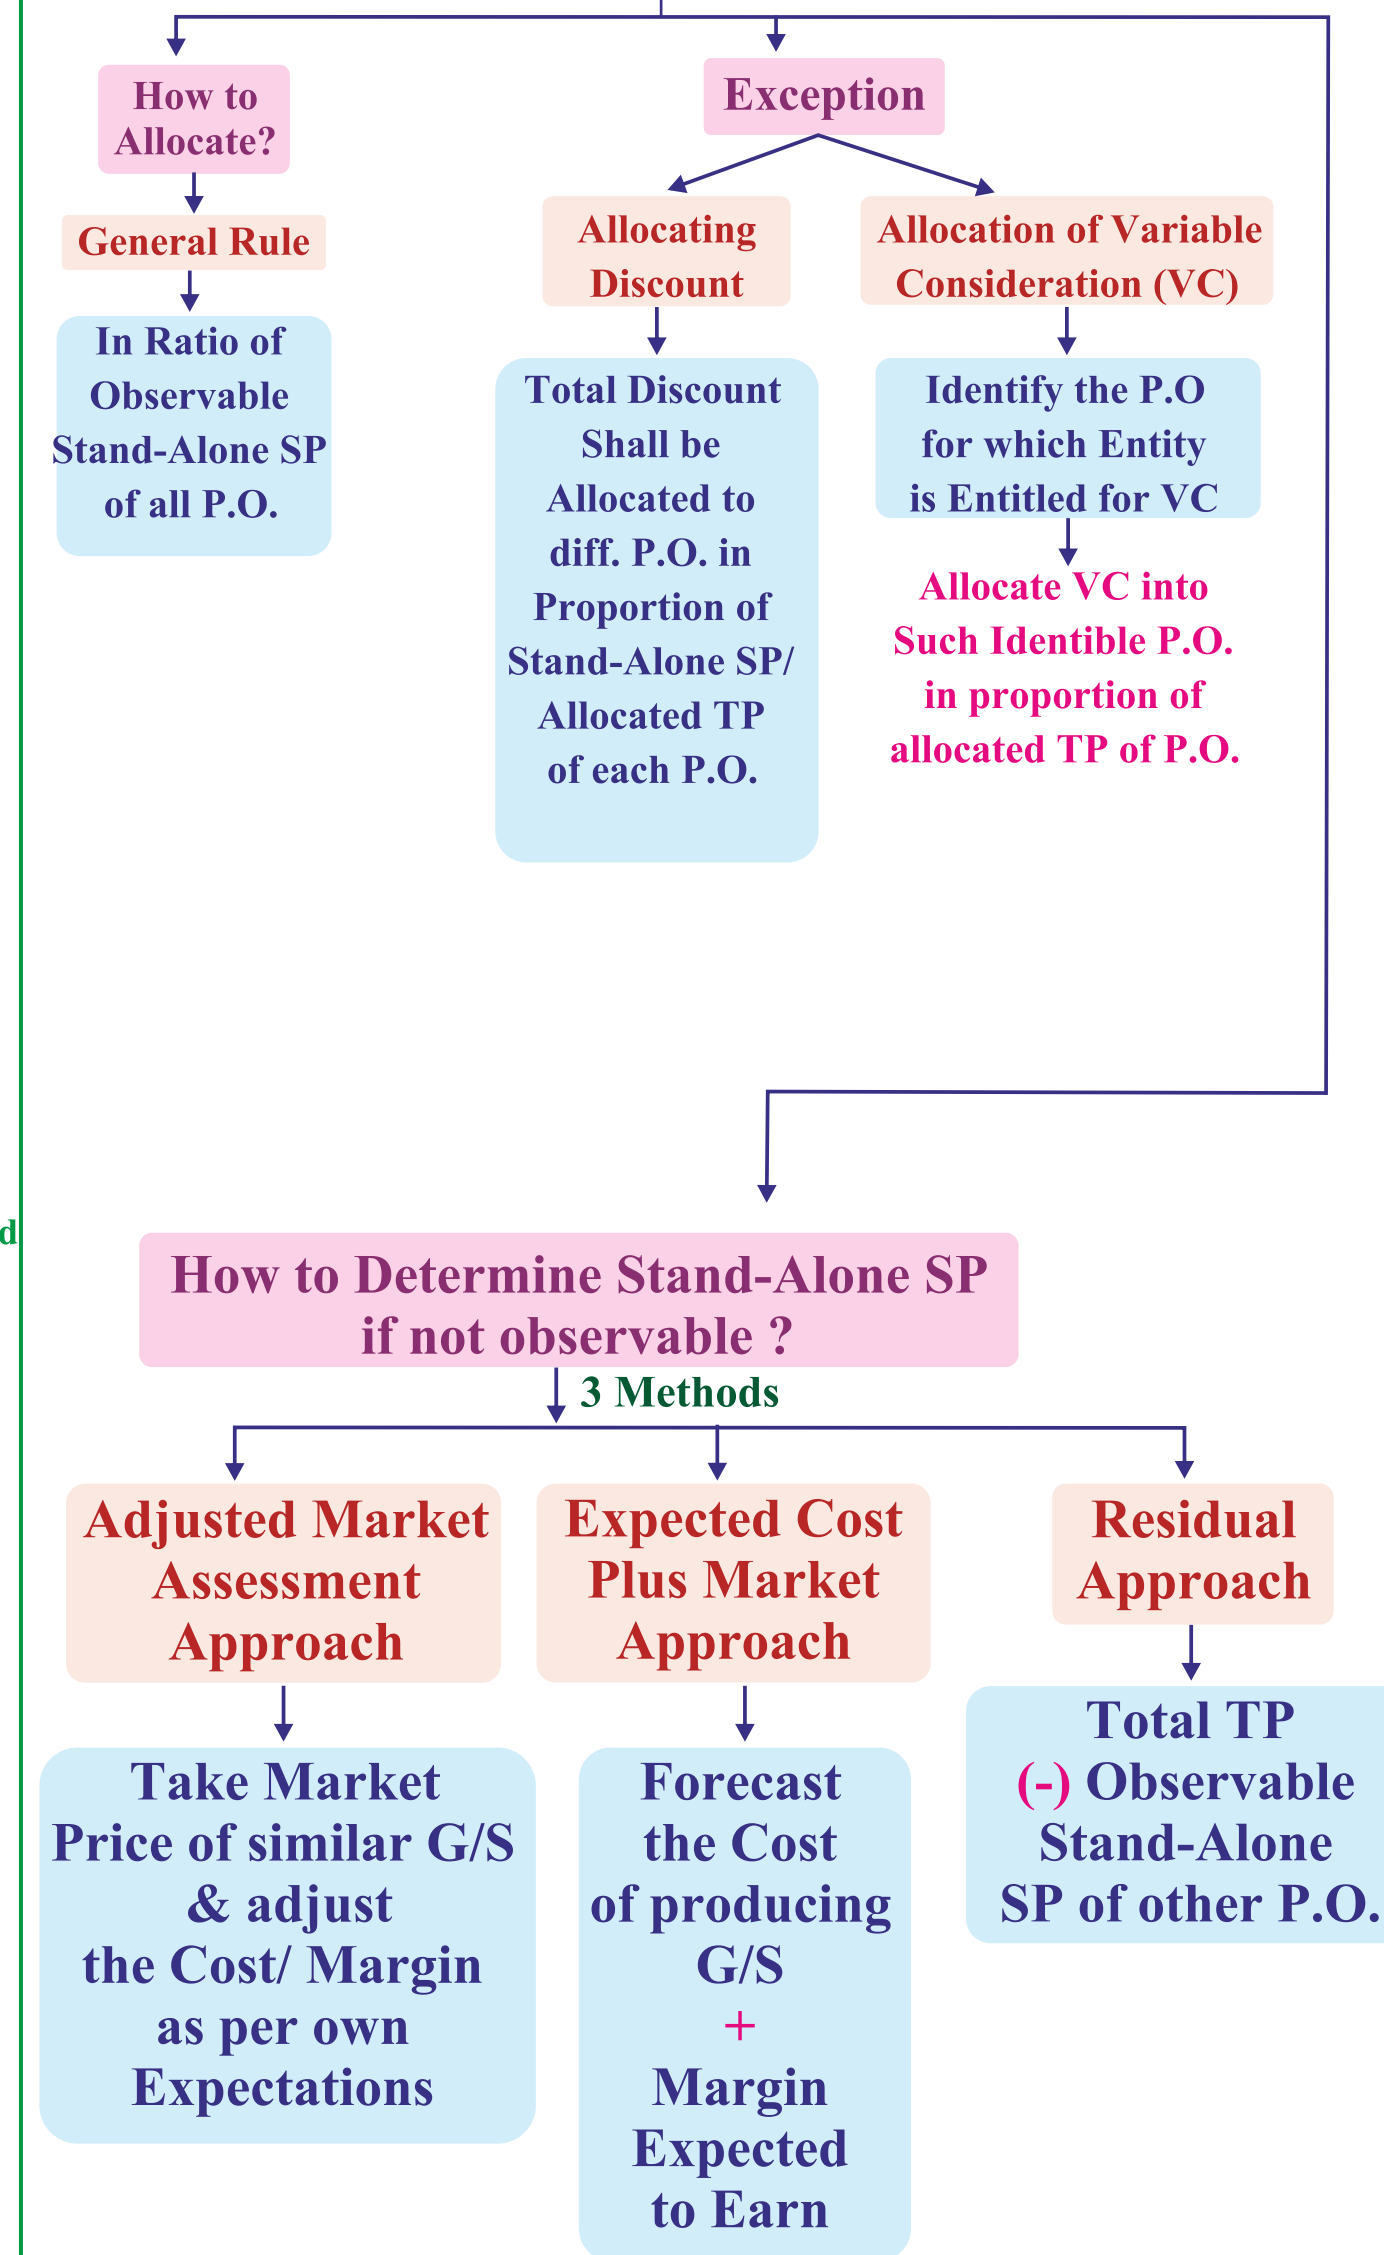 How to
Allocate?
General Rule
In Ratio of
Observable
Stand-Alone SP
of all P.O.
Exception
Allocating
Discount
Total Discount
Shall be
Allocated to
diff. P.O. in
Proportion of
Stand-Alone SP/
Allocated TP
of each P.O.
Allocation of Variable
Consideration (VC)
Identify the P.O
for which Entity
is Entitled for VC
Allocate VC into
Such Identible P.O.
in proportion of
allocated TP of P.O.
d
How to Determine Stand-Alone SP
if not observable ?
3 Methods
Adjusted Market
Assessment
Approach
Take Market
Price of similar G/S
& adjust
the Cost/ Margin
as per own
Expectations
Expected Cost
Plus Market
Approach
Forecast
the Cost
of producing
G/S
+
Margin
Expected
to Earn
Residual
Approach
Total TP
(-) Observable
Stand-Alone
SP of other P.O.